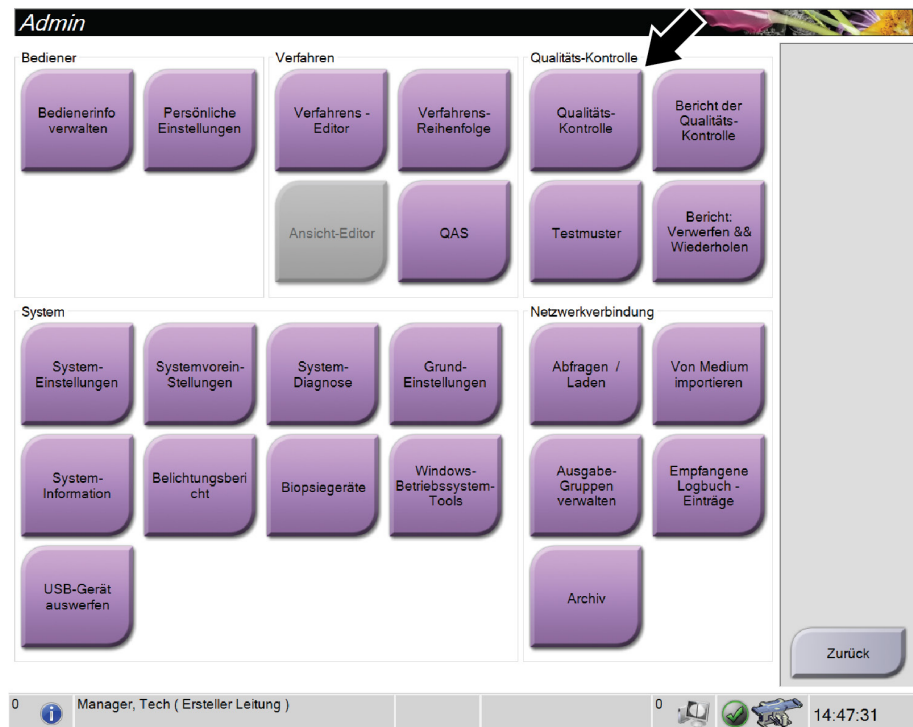 Admin
Bediener
Bedienerinfo
verwalten
Persönliche
Einstellungen
Verfahren
Verfahrens -
Editor
Verfahrens-
Reihenfolge
Ansicht-Editor
QAS
Qualitäts-Kontrolle
Qualitäts-
Kontrolle
Bericht der
Qualitäts-
Kontrolle
Testmuster
Bericht:
Verwerfen &&
Wiederholen
System
System-
Einstellungen
Systemvorein-
Stellungen
System-
Diagnose
Grund-
Einstellungen
System-
Information
Belichtungsberi
cht
Biopsiegeräte
Windows-
Betriebssystem-
Tools
USB-Gerät
auswerfen
Netzwerkverbindung
Abfragen /
Laden
Von Medium
importieren
Ausgabe-
Gruppen
verwalten
Empfangene
Logbuch -
Einträge
Archiv
Zurück
0
Manager, Tech ( Ersteller Leitung )
0
14:47:31